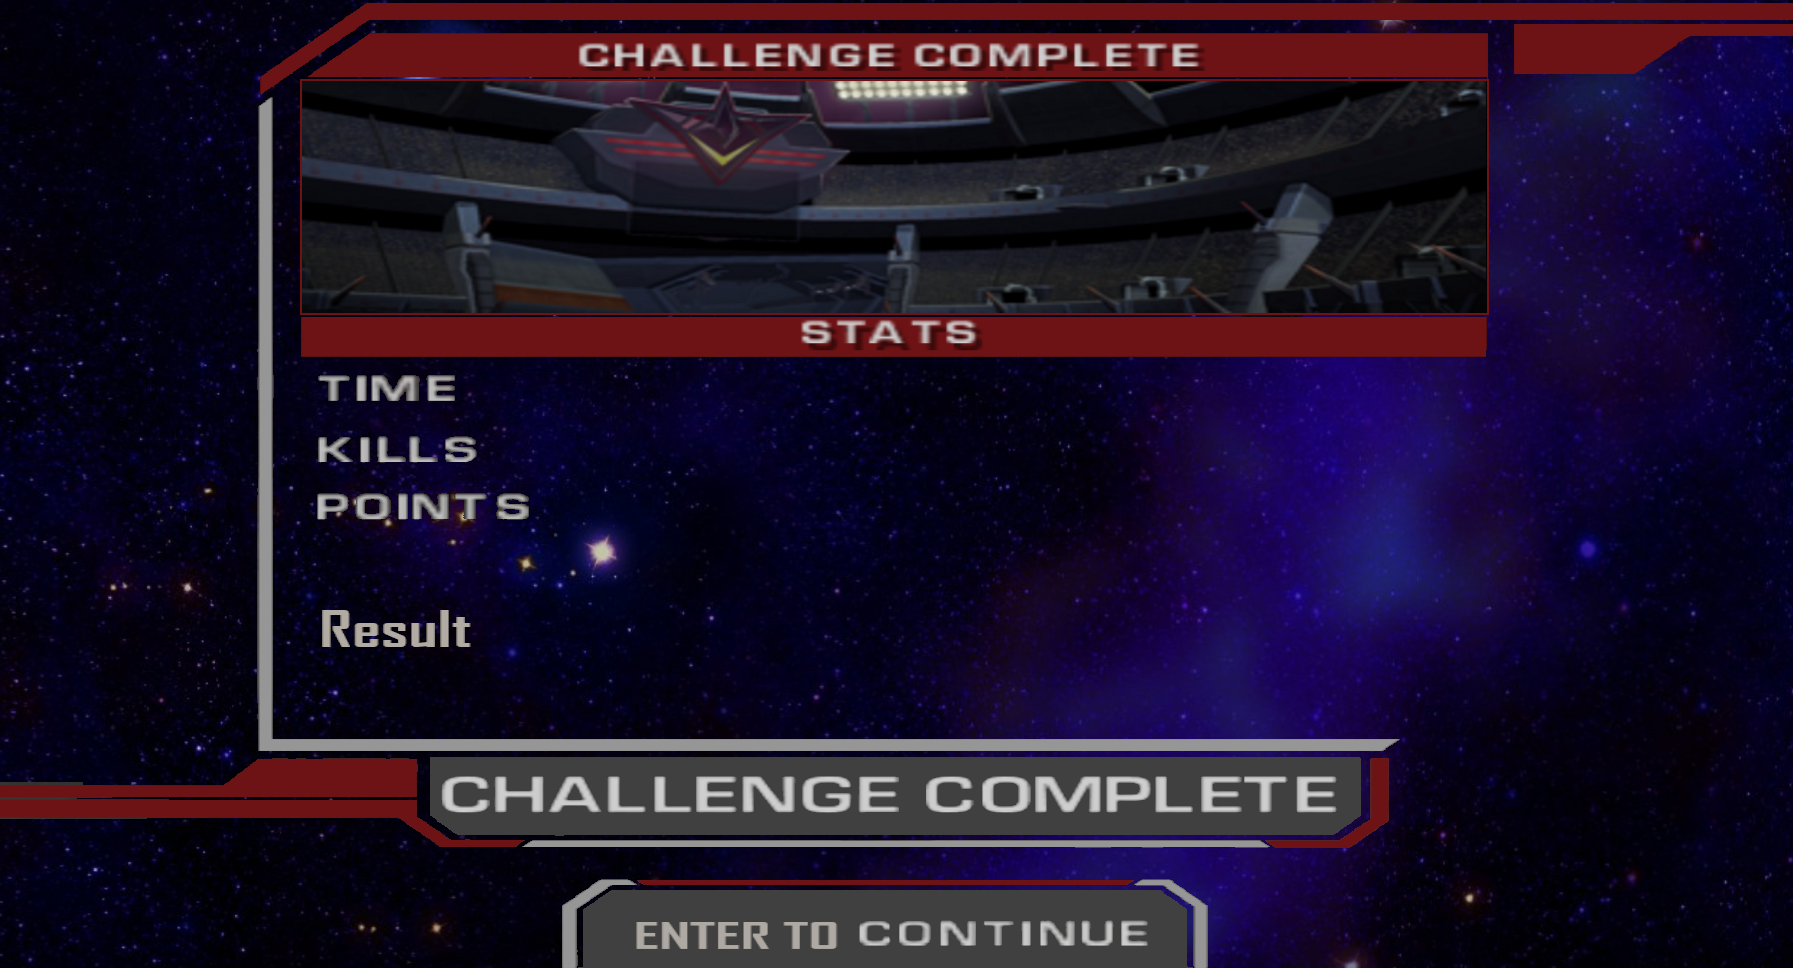 CHALLENGE COMPLETE
STATS
TIME
KILLS
POINTS
Result
CHALLENGE COMPLETE
ENTER TO CONTINUE